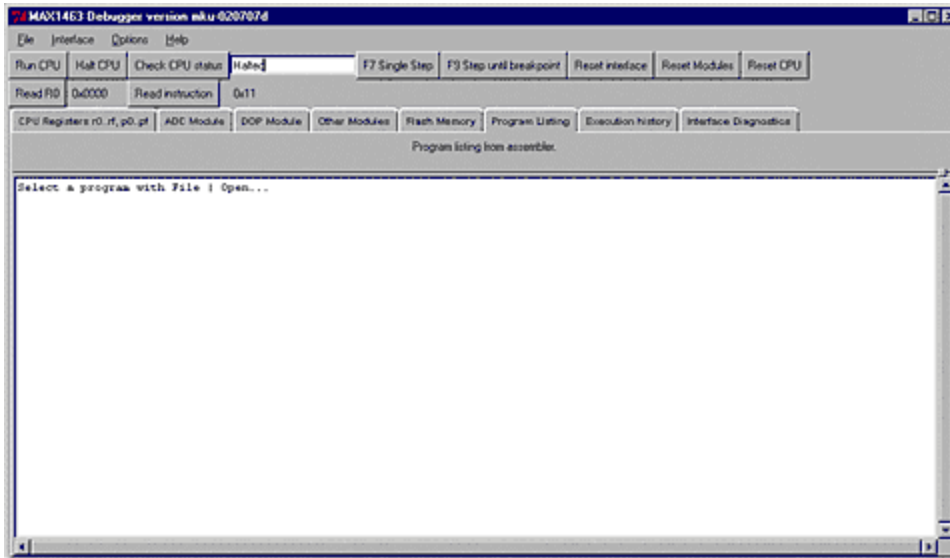 MAX1463 Debugger version mku-020707d
File Interface Options Help
Run CPU Halt CPU Check CPU status Halted F7 Single Step F9 Step until breakpoint Reset interface Reset Modules Reset CPU
Read R0 0x0000 Read instruction 0x11
CPU Registers r0..rf, p0..pf ADC Module DOP Module Other Modules Flash Memory Program Listing Execution history Interface Diagnostics
Program listing from assembler.
Select a program with File | Open...